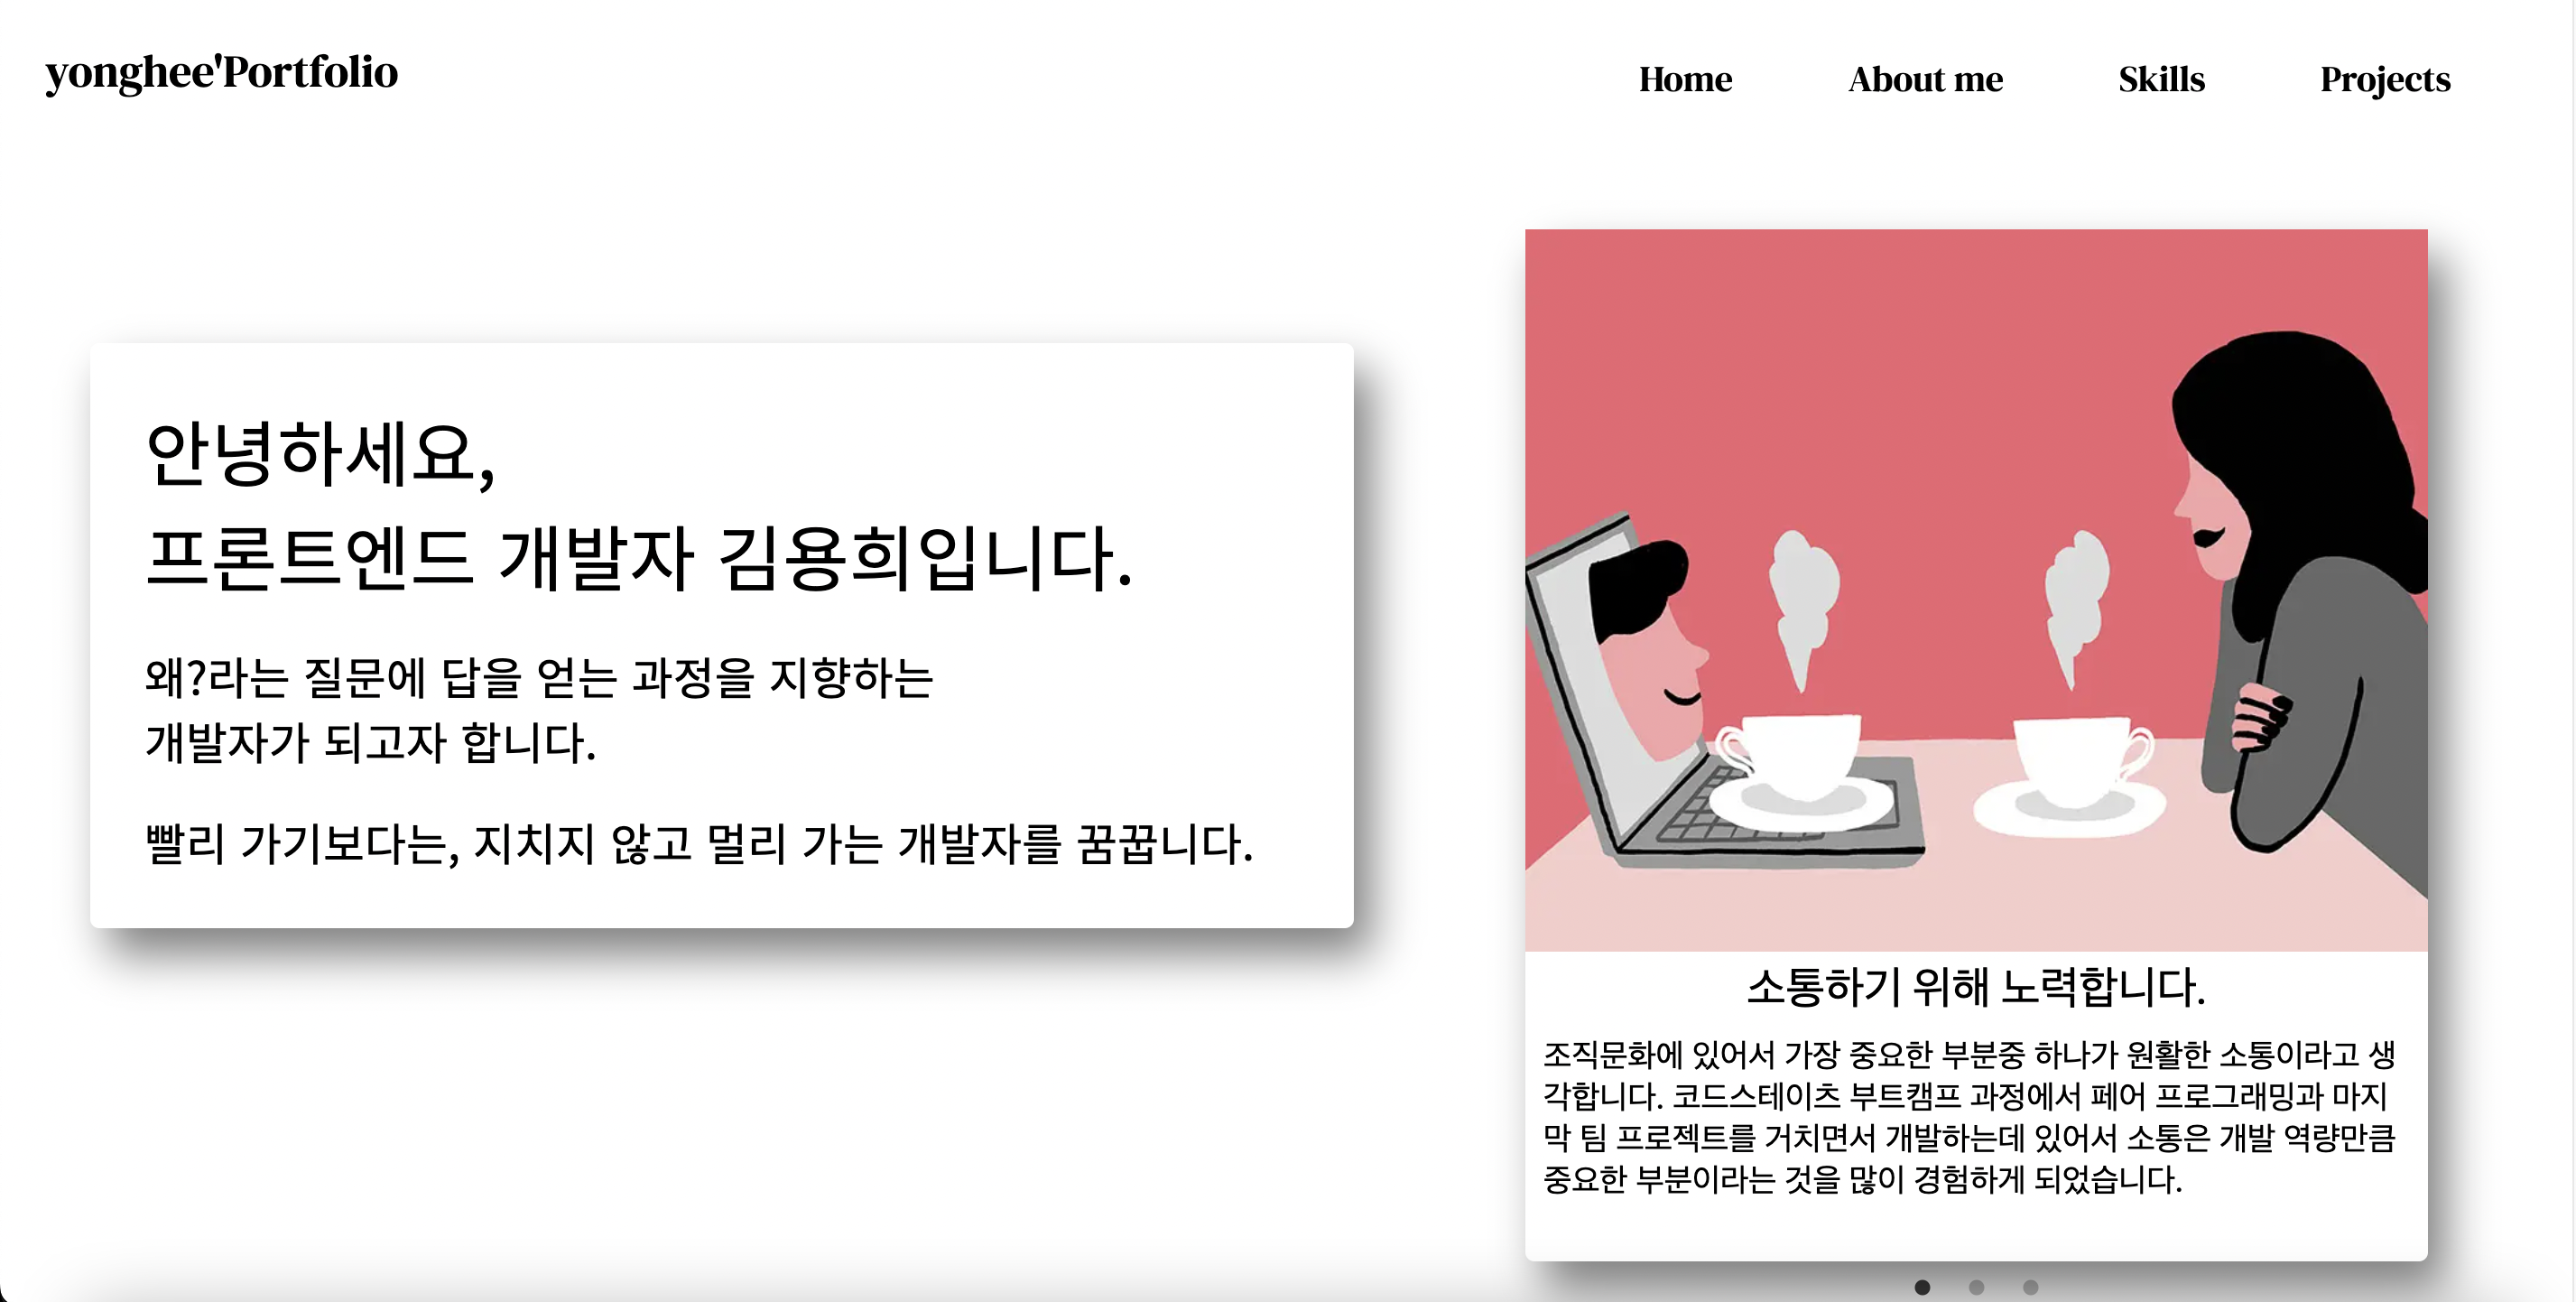 yonghee'Portfolio
Home
About me
Skills
Projects
안녕하세요,
프론트엔드 개발자 김용희입니다.
왜?라는 질문에 답을 얻는 과정을 지향하는
개발자가 되고자 합니다.
빨리 가기보다는, 지치지 않고 멀리 가는 개발자를 꿈꿉니다.
소통하기 위해 노력합니다.
조직문화에 있어서 가장 중요한 부분중 하나가 원활한 소통이라고 생
각합니다. 코드스테이츠 부트캠프 과정에서 페어 프로그래밍과 마지
막 팀 프로젝트를 거치면서 개발하는데 있어서 소통은 개발 역량만큼
중요한 부분이라는 것을 많이 경험하게 되었습니다.